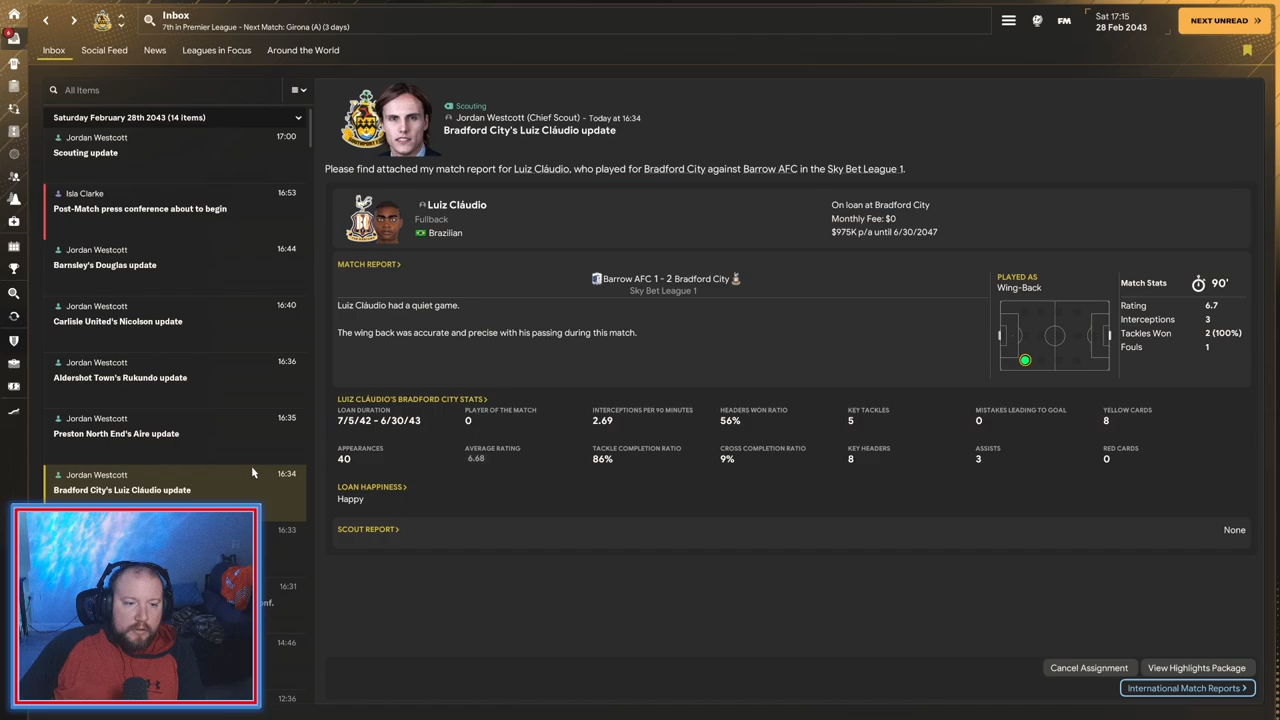 Inbox
7th in Premier League - Next Match: Girona (A) (3 days)
FM
Sat 17:15
28 Feb 2043
NEXT UNREAD
6
Inbox
Social Feed
News
Leagues in Focus
Around the World
All Items
Saturday February 28th 2043 (14 items)
Jordan Westcott
17:00
Scouting update
Isla Clarke
16:53
Post-Match press conference about to begin
Jordan Westcott
16:44
Barnsley's Douglas update
Jordan Westcott
16:40
Carlisle United's Nicolson update
Jordan Westcott
16:36
Aldershot Town's Rukundo update
Jordan Westcott
16:35
Preston North End's Aire update
Jordan Westcott
16:34
Bradford City's Luiz Cláudio update
16:33
16:31
onf.
14:46
12:36
Scouting
Jordan Westcott (Chief Scout) - Today at 16:34
Bradford City's Luiz Cláudio update
Please find attached my match report for Luiz Cláudio, who played for Bradford City against Barrow AFC in the Sky Bet League 1.
Luiz Cláudio
Fullback
Brazilian
On loan at Bradford City
Monthly Fee: $0
$975K p/a until 6/30/2047
MATCH REPORT
Barrow AFC 1 - 2 Bradford City
Sky Bet League 1
Luiz Cláudio had a quiet game.
The wing back was accurate and precise with his passing during this match.
PLAYED AS
Wing-Back
Match Stats
90'
Rating
6.7
Interceptions
3
Tackles Won
2 (100%)
Fouls
1
LUIZ CLÁUDIO'S BRADFORD CITY STATS
LOAN DURATION
7/5/42 - 6/30/43
PLAYER OF THE MATCH
0
INTERCEPTIONS PER 90 MINUTES
2.69
HEADERS WON RATIO
56%
KEY TACKLES
5
MISTAKES LEADING TO GOAL
0
YELLOW CARDS
8
APPEARANCES
40
AVERAGE RATING
6.68
TACKLE COMPLETION RATIO
86%
CROSS COMPLETION RATIO
9%
KEY HEADERS
8
ASSISTS
3
RED CARDS
0
LOAN HAPPINESS
Happy
SCOUT REPORT
None
Cancel Assignment
View Highlights Package
International Match Reports